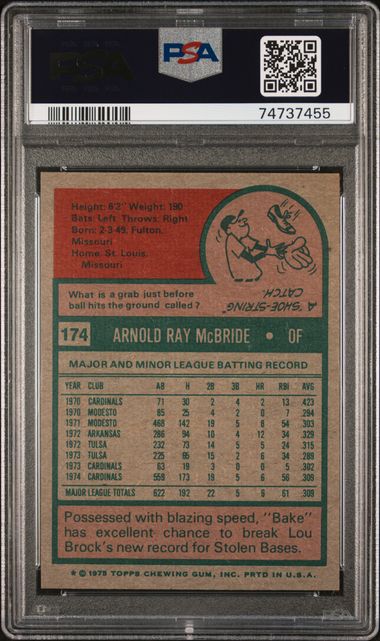 PSA
PSA
74737455
Height: 6'2" Weight: 190
Bats: Left Throws: Right
Born: 2-3-49, Fulton,
Missouri
Home: St. Louis,
Missouri
What is a grab just before
ball hits the ground called?
A "SHOE-STRING"
CATCH.
174 ARNOLD RAY McBRIDE • OF
MAJOR AND MINOR LEAGUE BATTING RECORD
YEAR CLUB AB H 2B 3B HR RBI AVG
1970 CARDINALS 71 30 2 4 2 13 .423
1970 MODESTO 85 25 4 2 0 7 .294
1971 MODESTO 468 142 19 5 8 54 .303
1972 ARKANSAS 286 94 10 4 12 34 .329
1972 TULSA 232 73 14 5 5 24 .315
1973 TULSA 225 65 15 2 6 34 .289
1973 CARDINALS 63 19 3 0 0 5 .302
1974 CARDINALS 559 173 19 5 6 56 .309
MAJOR LEAGUE TOTALS 622 192 22 5 6 61 .309
Possessed with blazing speed, "Bake"
has excellent chance to break Lou
Brock's new record for Stolen Bases.
* © 1975 TOPPS CHEWING GUM, INC. PRTD IN U.S.A.